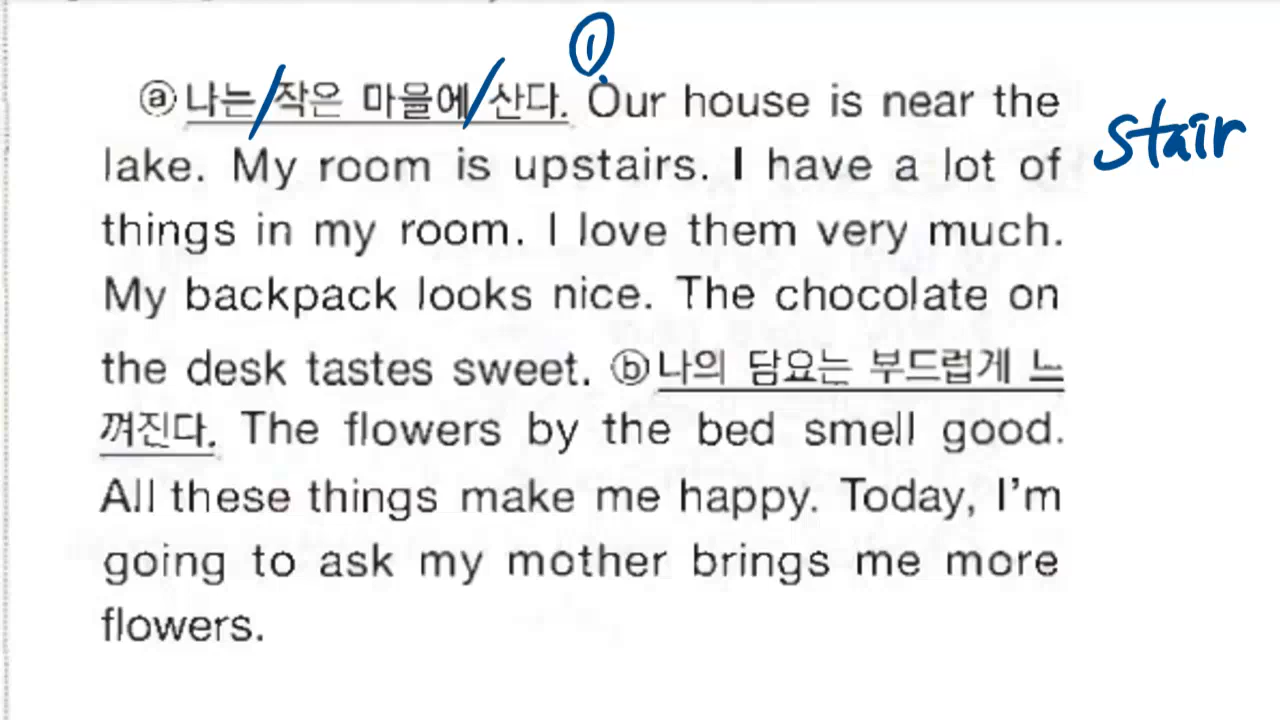 ①
ⓐ나는/작은 마을에/산다. Our house is near the
stair
lake. My room is upstairs. I have a lot of
things in my room. I love them very much.
My backpack looks nice. The chocolate on
the desk tastes sweet. ⓑ나의 담요는 부드럽게 느
껴진다. The flowers by the bed smell good.
All these things make me happy. Today, I'm
going to ask my mother brings me more
flowers.